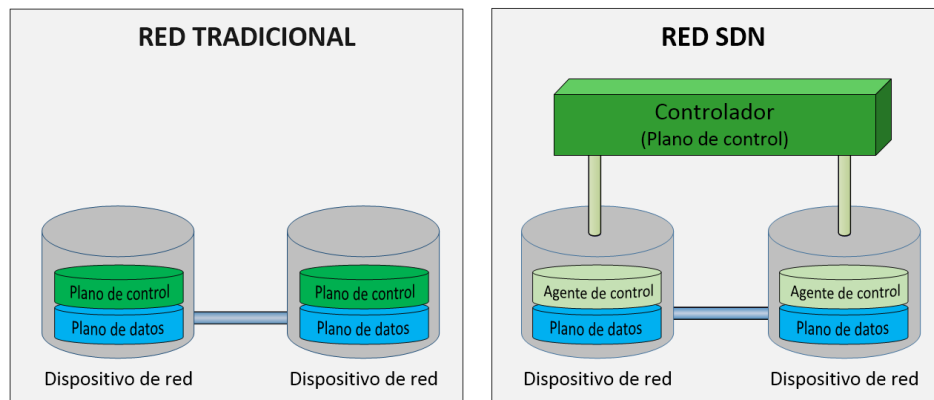 RED TRADICIONAL
Plano de control
Plano de datos
Dispositivo de red
Plano de control
Plano de datos
Dispositivo de red
RED SDN
Controlador
(Plano de control)
Agente de control
Plano de datos
Dispositivo de red
Agente de control
Plano de datos
Dispositivo de red